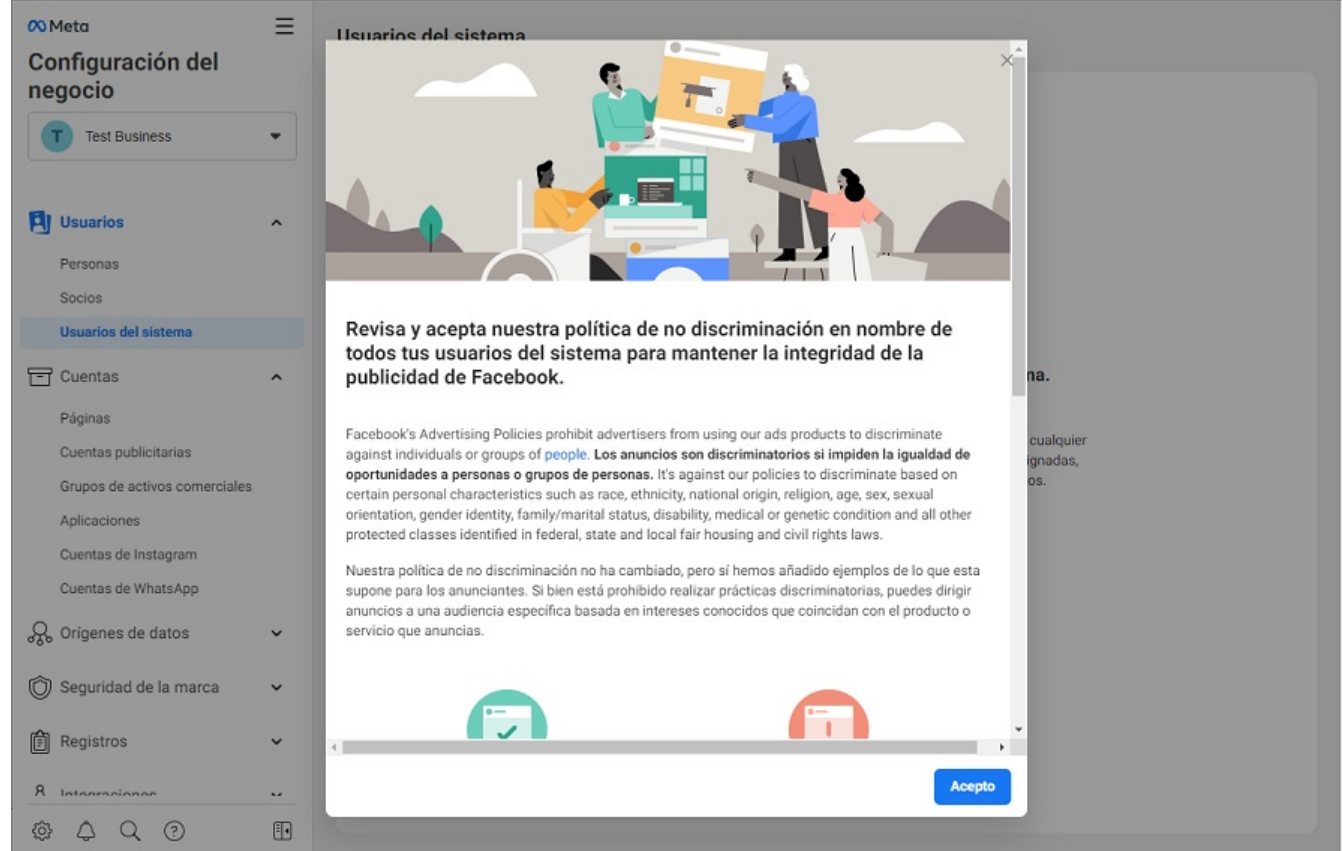 Meta
Configuración del
negocio
T Test Business
Usuarios
Personas
Socios
Usuarios del sistema
Cuentas
Páginas
Cuentas publicitarias
Grupos de activos comerciales
Aplicaciones
Cuentas de Instagram
Cuentas de WhatsApp
Orígenes de datos
Seguridad de la marca
Registros
Integraciones
Usuarios del sistema
Revisa y acepta nuestra política de no discriminación en nombre de
todos tus usuarios del sistema para mantener la integridad de la
publicidad de Facebook.
Facebook's Advertising Policies prohibit advertisers from using our ads products to discriminate
against individuals or groups of people. Los anuncios son discriminatorios si impiden la igualdad de
oportunidades a personas o grupos de personas. It's against our policies to discriminate based on
certain personal characteristics such as race, ethnicity, national origin, religion, age, sex, sexual
orientation, gender identity, family/marital status, disability, medical or genetic condition and all other
protected classes identified in federal, state and local fair housing and civil rights laws.
Nuestra política de no discriminación no ha cambiado, pero sí hemos añadido ejemplos de lo que esta
supone para los anunciantes. Si bien está prohibido realizar prácticas discriminatorias, puedes dirigir
anuncios a una audiencia específica basada en intereses conocidos que coincidan con el producto o
servicio que anuncias.
Acepto
na.
cualquier
ignadas,
os.